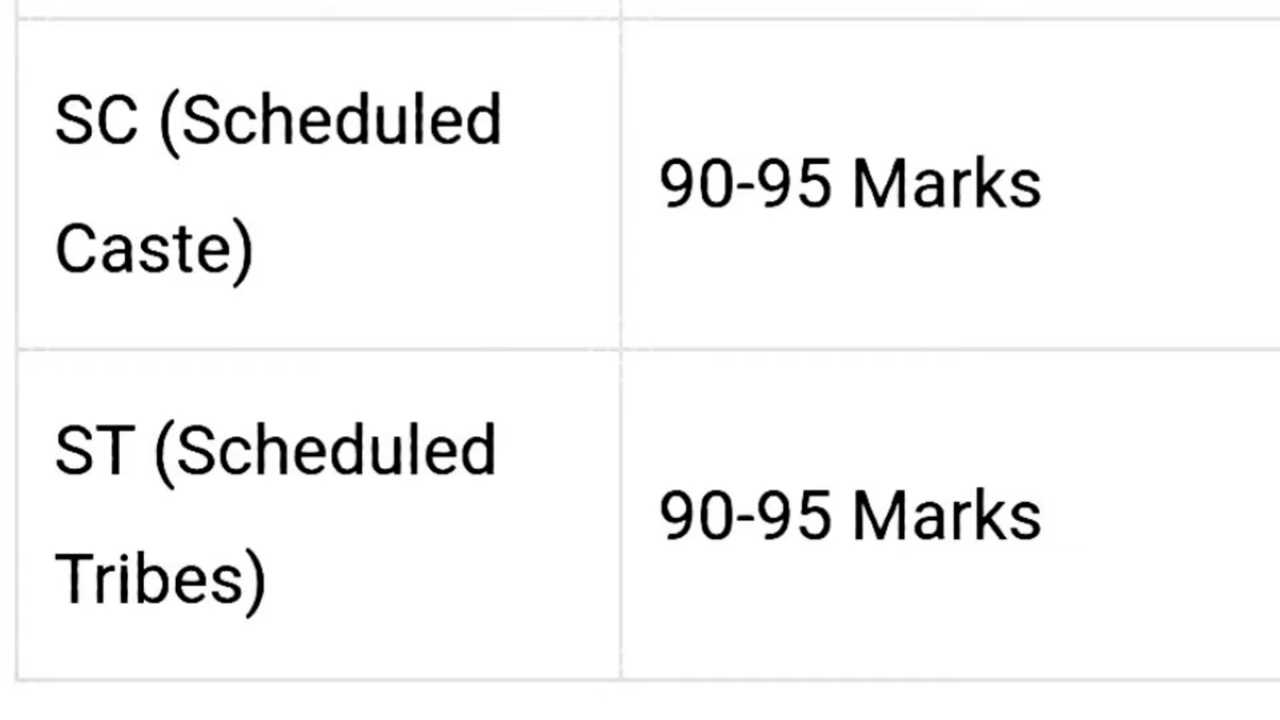 SC (Scheduled
Caste)
90-95 Marks
ST (Scheduled
Tribes)
90-95 Marks